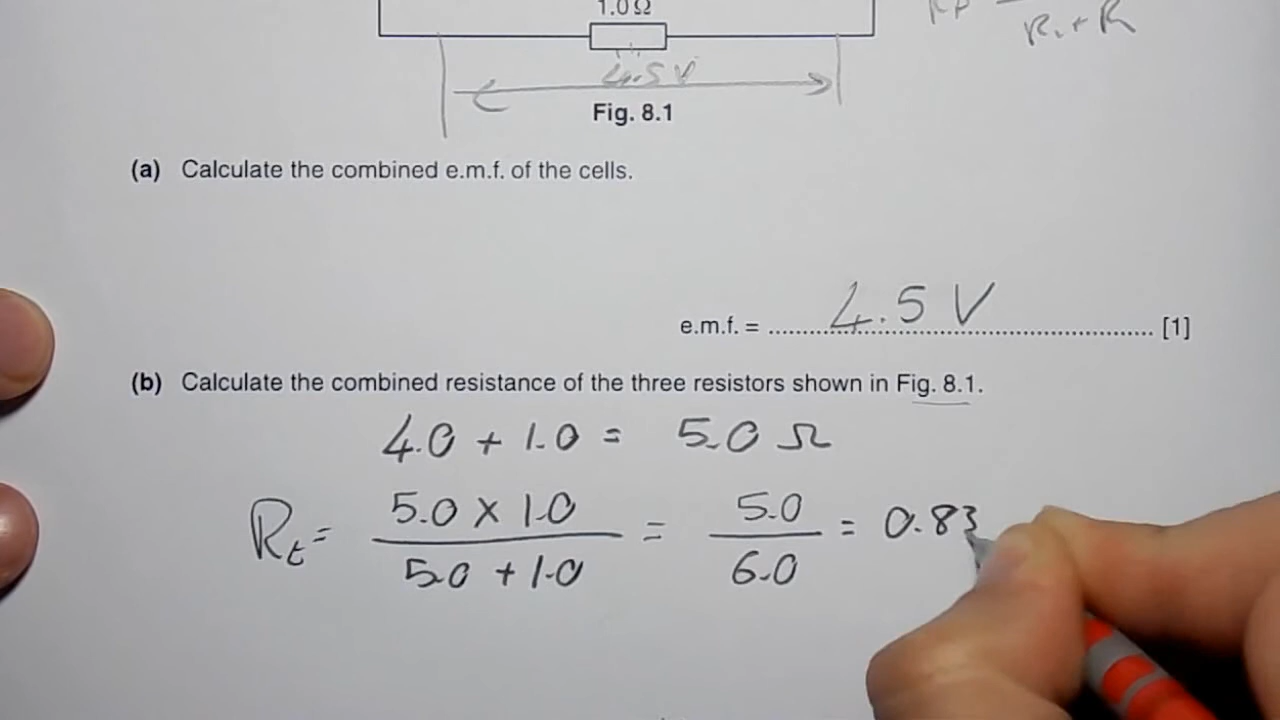 1.0 Ω
R₁ + R
4.5 V
Fig. 8.1
(a) Calculate the combined e.m.f. of the cells.
e.m.f. = 4.5 V [1]
(b) Calculate the combined resistance of the three resistors shown in Fig. 8.1.
4.0 + 1.0 = 5.0 Ω
5.0 × 1.0 5.0
Rt = = = 0.83
5.0 + 1.0 6.0